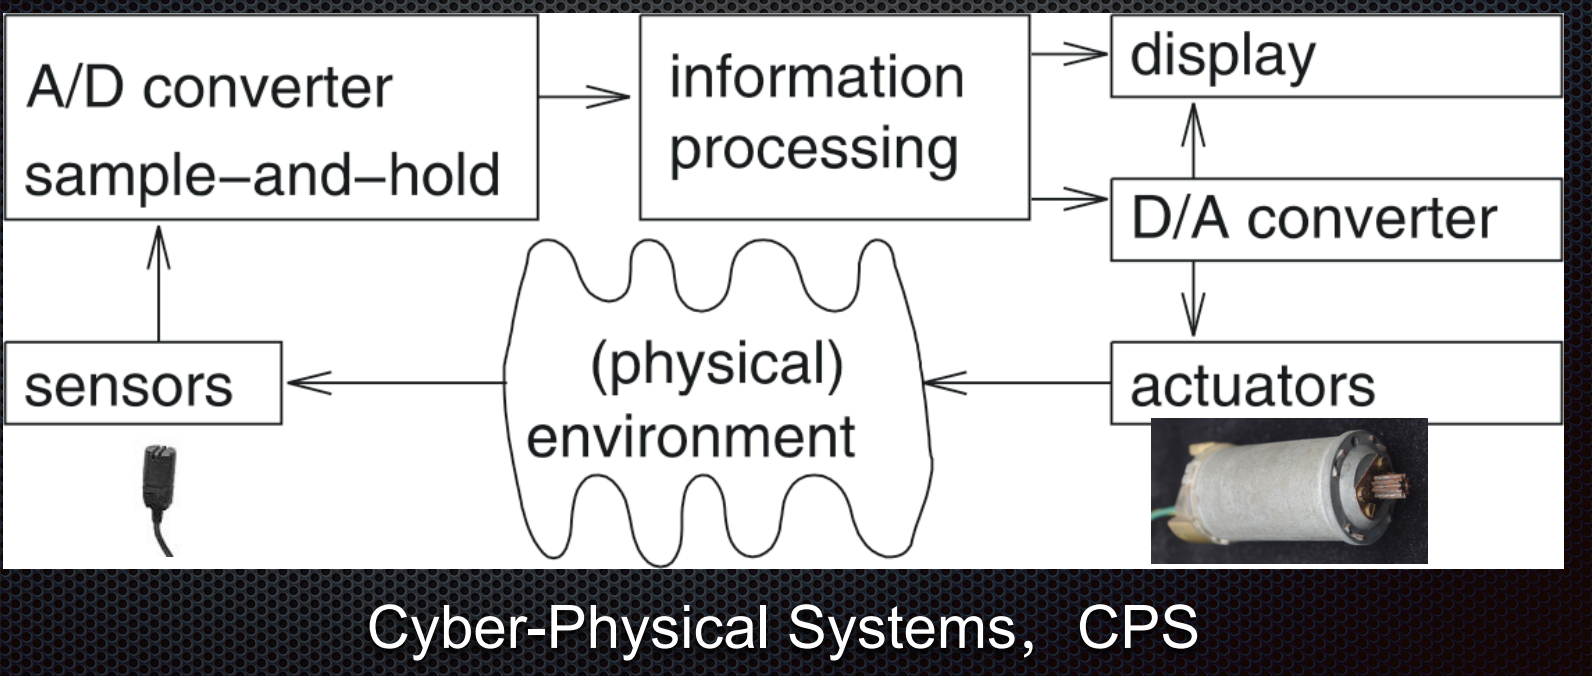 A/D converter
sample–and–hold
information
processing
display
D/A converter
sensors
(physical)
environment
actuators
Cyber-Physical Systems，CPS